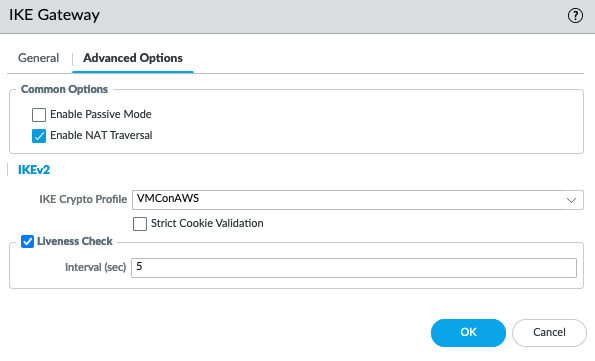 IKE Gateway
?
General
Advanced Options
Common Options
Enable Passive Mode
Enable NAT Traversal
IKEv2
IKE Crypto Profile VMConAWS
Strict Cookie Validation
Liveness Check
Interval (sec) 5
OK
Cancel